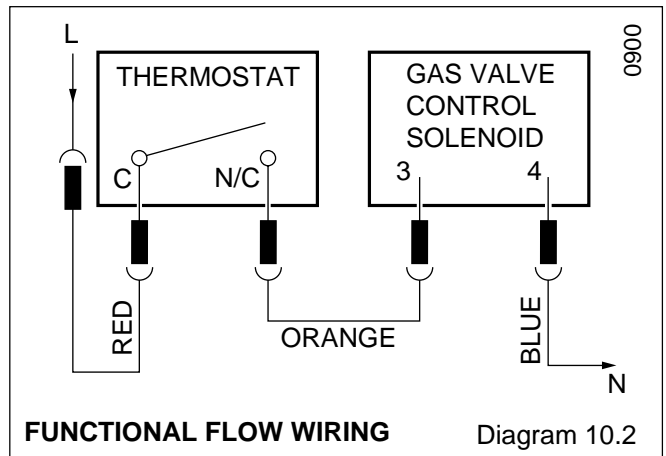 L
THERMOSTAT
C
N/C
GAS VALVE
CONTROL
SOLENOID
3
4
0900
RED
ORANGE
BLUE
N
FUNCTIONAL FLOW WIRING
Diagram 10.2